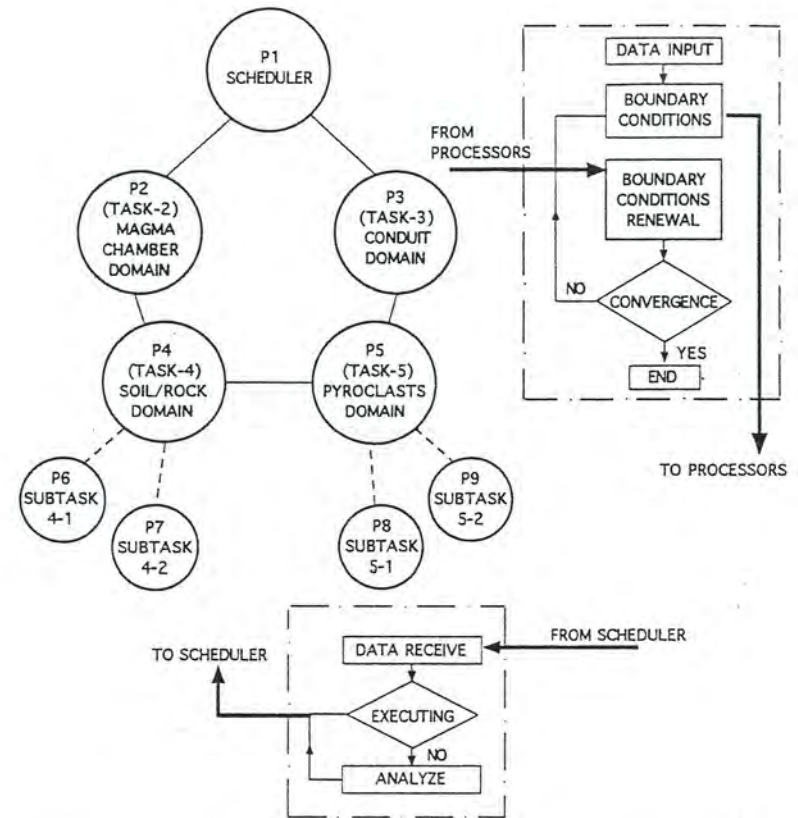 P1
SCHEDULER
P2
(TASK-2)
MAGMA
CHAMBER
DOMAIN
P3
(TASK-3)
CONDUIT
DOMAIN
P4
(TASK-4)
SOIL/ROCK
DOMAIN
P5
(TASK-5)
PYROCLASTS
DOMAIN
P6
SUBTASK
4-1
P7
SUBTASK
4-2
P8
SUBTASK
5-1
P9
SUBTASK
5-2
DATA INPUT
BOUNDARY
CONDITIONS
FROM
PROCESSORS
BOUNDARY
CONDITIONS
RENEWAL
NO
CONVERGENCE
YES
END
TO PROCESSORS
FROM SCHEDULER
TO SCHEDULER
DATA RECEIVE
EXECUTING
NO
ANALYZE